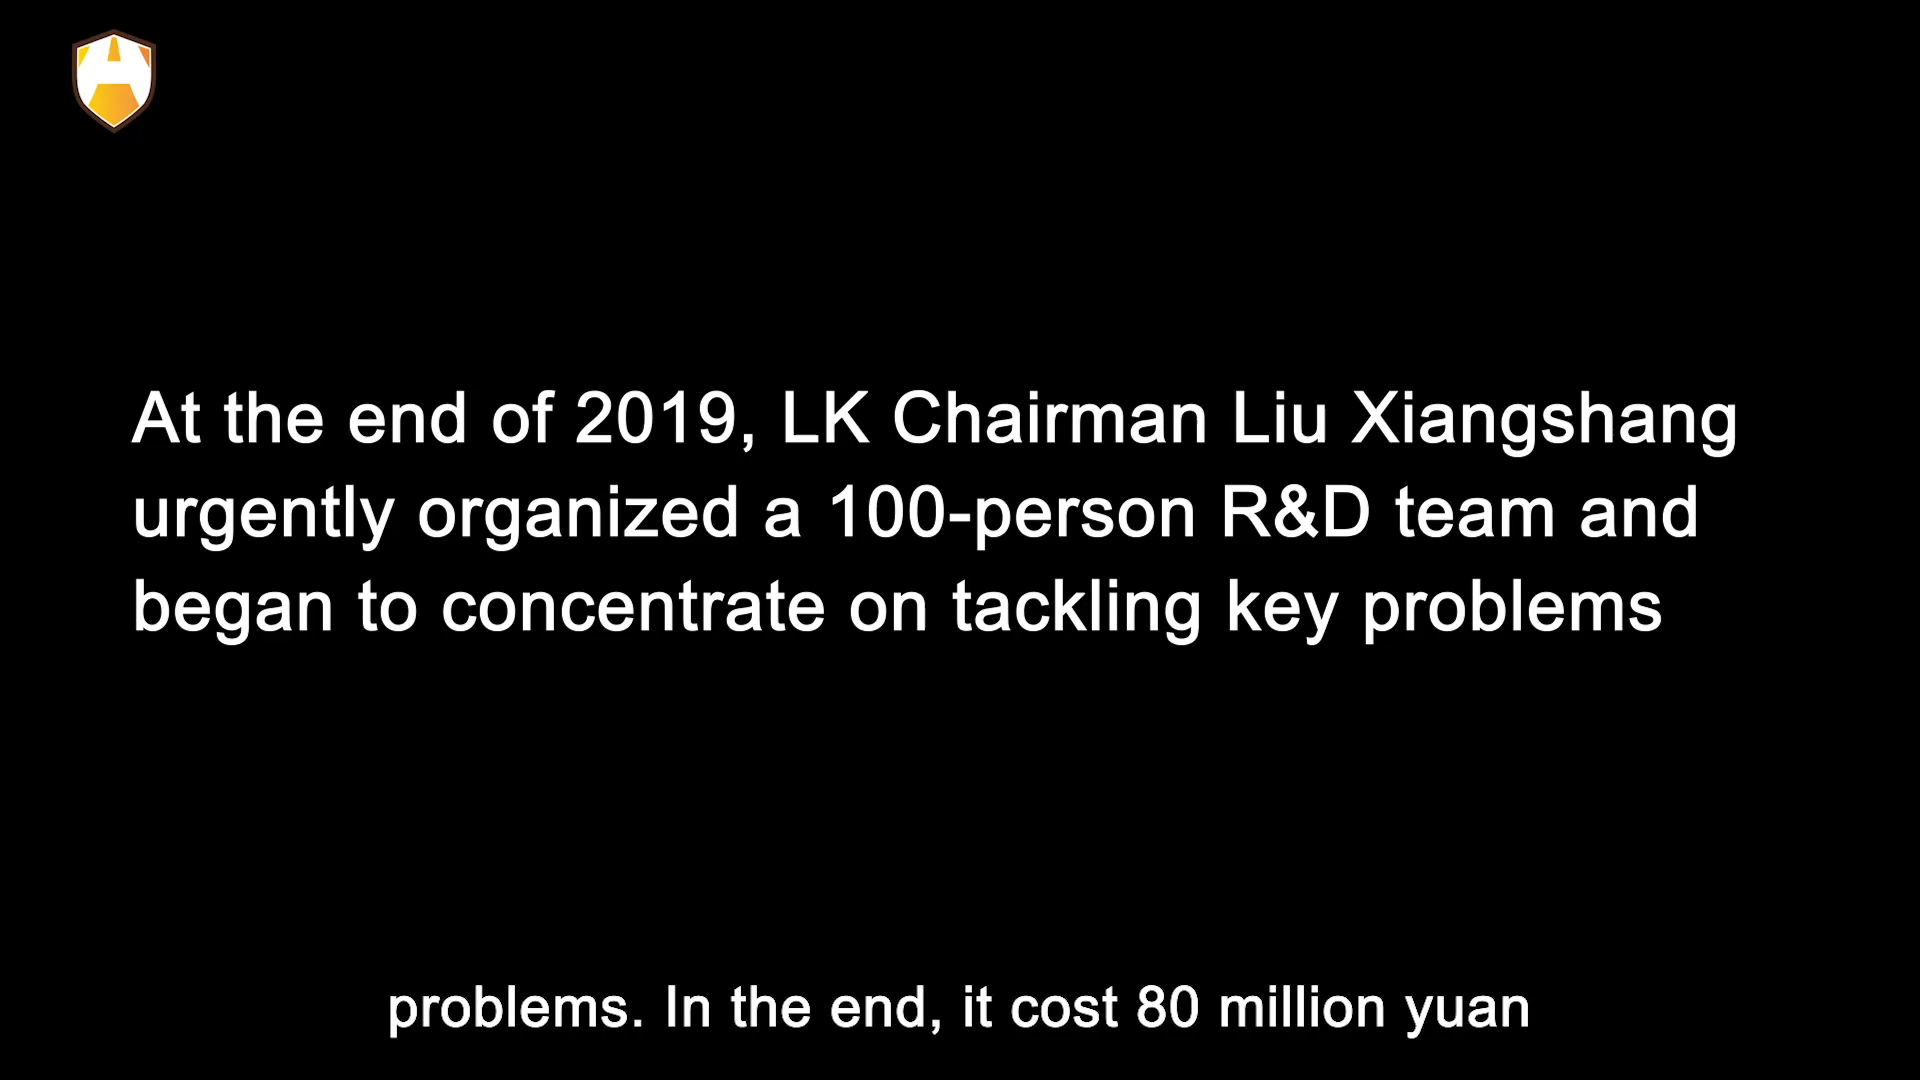 At the end of 2019, LK Chairman Liu Xiangshang
urgently organized a 100-person R&D team and
began to concentrate on tackling key problems
problems. In the end, it cost 80 million yuan